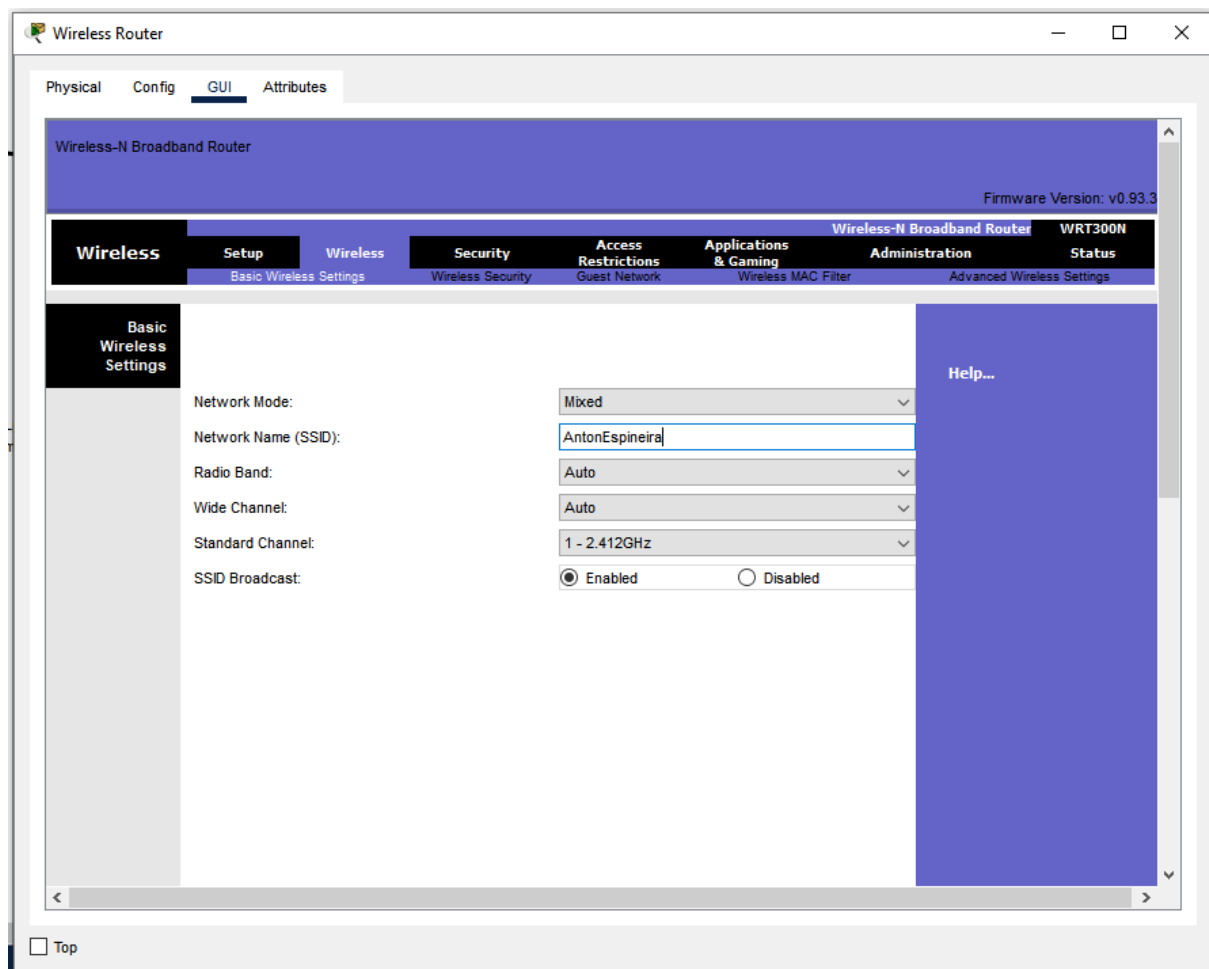 Wireless Router
Physical Config GUI Attributes
Wireless-N Broadband Router
Firmware Version: v0.93.3
Wireless-N Broadband Router WRT300N
Wireless Setup Wireless Security Access Restrictions Applications & Gaming Administration Status
Basic Wireless Settings Wireless Security Guest Network Wireless MAC Filter Advanced Wireless Settings
Basic
Wireless
Settings
Help...
Network Mode: Mixed
Network Name (SSID): AntonEspineira
Radio Band: Auto
Wide Channel: Auto
Standard Channel: 1 - 2.412GHz
SSID Broadcast: Enabled Disabled
Top